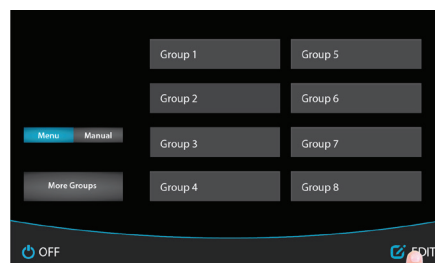 Group 1 Group 5
Group 2 Group 6
Menu Manual
Group 3 Group 7
More Groups
Group 4 Group 8
OFF
EDIT